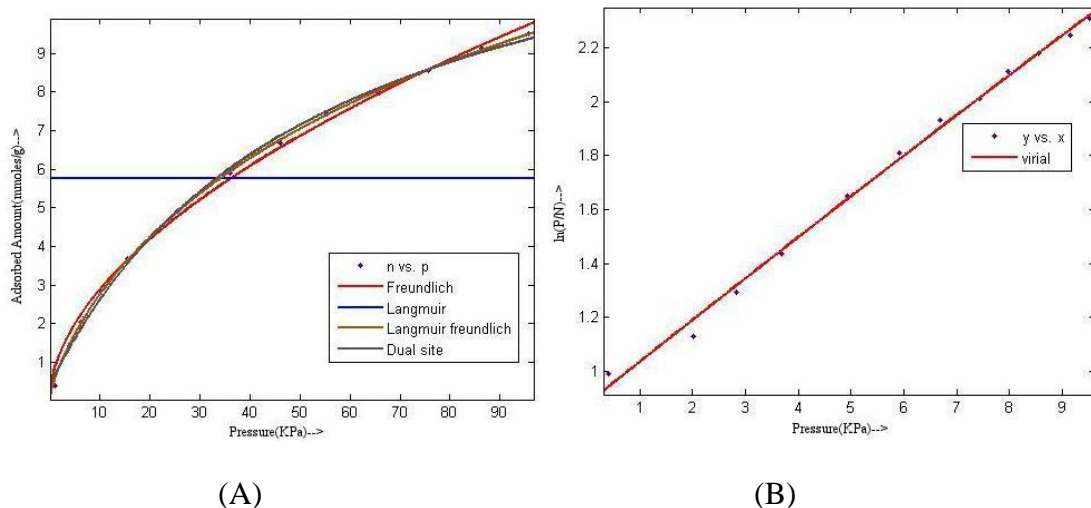 9
8
7
6
5
4
3
2
1
Adsorbed Amount(mmoles/g)-->
n vs. p
Freundlich
Langmuir
Langmuir freundlich
Dual site
10 20 30 40 50 60 70 80 90
Pressure(KPa)-->
2.2
2
1.8
1.6
1.4
1.2
1
ln(P/N)-->
y vs. x
virial
1 2 3 4 5 6 7 8 9
Pressure(KPa)-->
(A) (B)